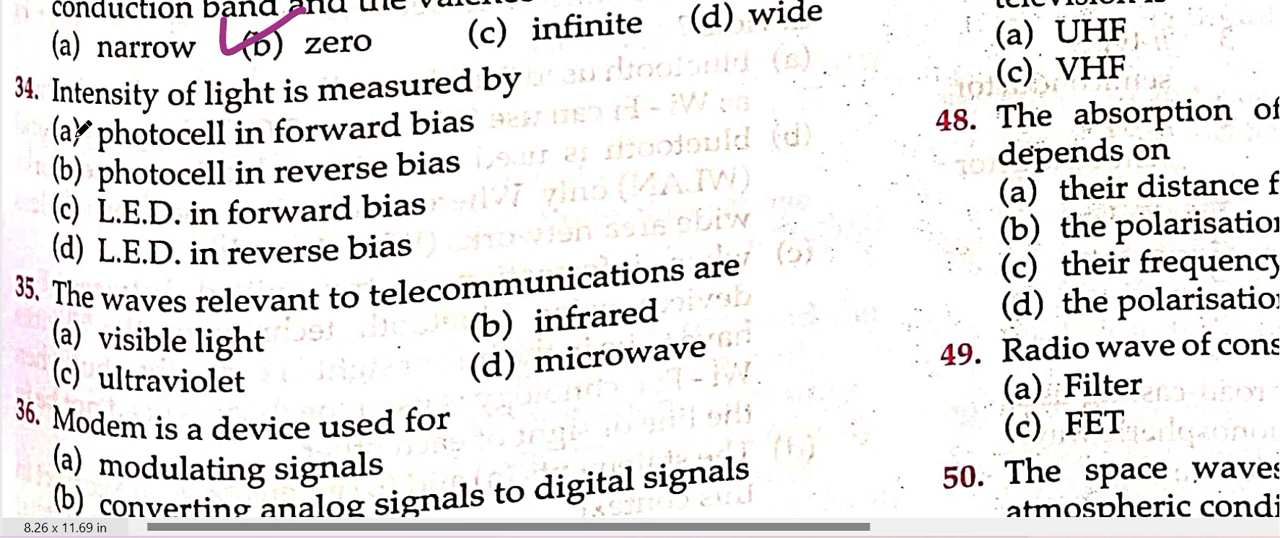 conduction band and the
(a) narrow (b) zero (c) infinite (d) wide
34. Intensity of light is measured by
(a) photocell in forward bias
(b) photocell in reverse bias
(c) L.E.D. in forward bias
(d) L.E.D. in reverse bias
35. The waves relevant to telecommunications are
(a) visible light (b) infrared
(c) ultraviolet (d) microwave
36. Modem is a device used for
(a) modulating signals
(b) converting analog signals to digital signals
(a) UHF
(c) VHF
48. The absorption of
depends on
(a) their distance f
(b) the polarisation
(c) their frequency
(d) the polarisation
49. Radio wave of cons
(a) Filter
(c) FET
50. The space waves
atmospheric condi
8.26 x 11.69 in